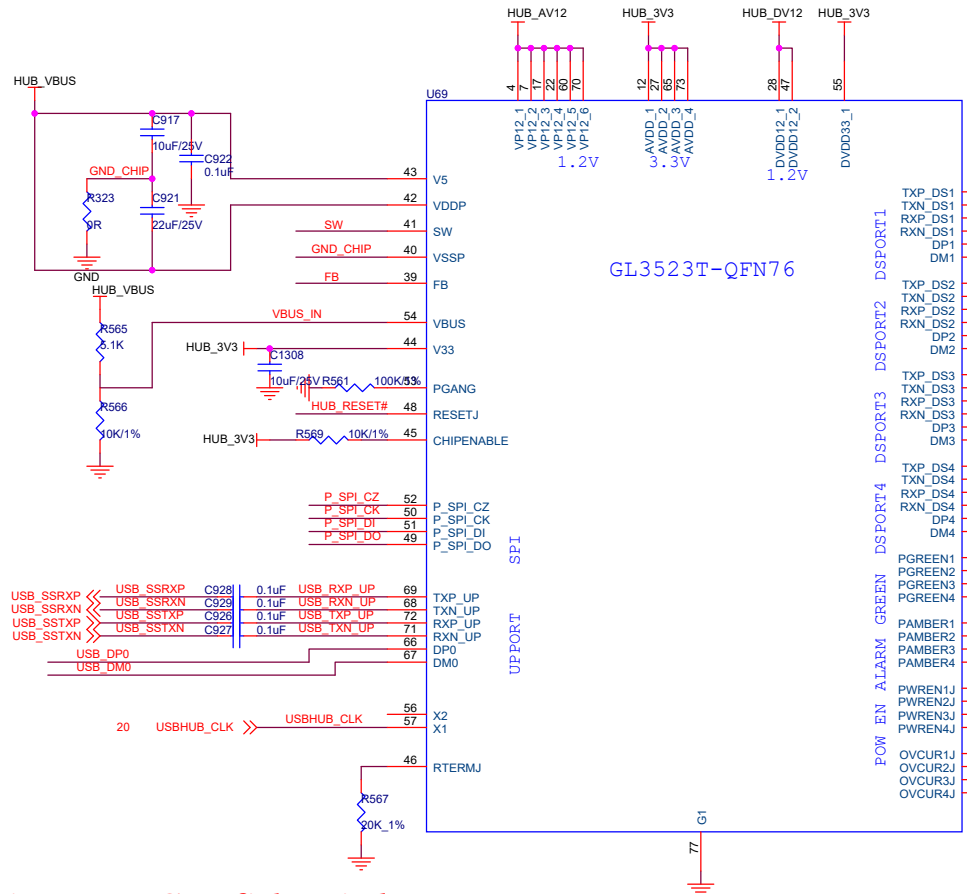 HUB_AV12 HUB_3V3 HUB_DV12 HUB_3V3
HUB_VBUS
U69
4 7 17 22 60 70 12 27 65 73 28 47 55
VP12_1 VP12_2 VP12_3 VP12_4 VP12_5 VP12_6 AVDD_1 AVDD_2 AVDD_3 AVDD_4 DVDD12_1 DVDD12_2 DVDD33_1
1.2V 3.3V 1.2V
C917
10uF/25V
C922
0.1uF
GND_CHIP
R323
0R
C921
22uF/25V
GND
43 V5
42 VDDP
SW 41 SW
GND_CHIP 40 VSSP
FB 39 FB
HUB_VBUS
VBUS_IN 54 VBUS
R565
5.1K
HUB_3V3 44 V33
C1308
10uF/25V R561 100K/5% 53 PGANG
R566
10K/1%
HUB_RESET# 48 RESETJ
HUB_3V3 R569 10K/1% 45 CHIPENABLE
GL3523T-QFN76
P_SPI_CZ 52 P_SPI_CZ
P_SPI_CK 50 P_SPI_CK
P_SPI_DI 51 P_SPI_DI
P_SPI_DO 49 P_SPI_DO
SPI
USB_SSRXP USB_SSRXP C928 0.1uF USB_RXP_UP 69 TXP_UP
USB_SSRXN USB_SSRXN C929 0.1uF USB_RXN_UP 68 TXN_UP
USB_SSTXP USB_SSTXP C926 0.1uF USB_TXP_UP 72 RXP_UP
USB_SSTXN USB_SSTXN C927 0.1uF USB_TXN_UP 71 RXN_UP
USB_DP0 66 DP0
USB_DM0 67 DM0
UPPORT
56 X2
20 USBHUB_CLK USBHUB_CLK 57 X1
46 RTERMJ
R567
20K_1%
DSPORT1
TXP_DS1
TXN_DS1
RXP_DS1
RXN_DS1
DP1
DM1
DSPORT2
TXP_DS2
TXN_DS2
RXP_DS2
RXN_DS2
DP2
DM2
DSPORT3
TXP_DS3
TXN_DS3
RXP_DS3
RXN_DS3
DP3
DM3
DSPORT4
TXP_DS4
TXN_DS4
RXP_DS4
RXN_DS4
DP4
DM4
GREEN
PGREEN1
PGREEN2
PGREEN3
PGREEN4
ALARM
PAMBER1
PAMBER2
PAMBER3
PAMBER4
POW EN
PWREN1J
PWREN2J
PWREN3J
PWREN4J
OVCUR1J
OVCUR2J
OVCUR3J
OVCUR4J
G1
77